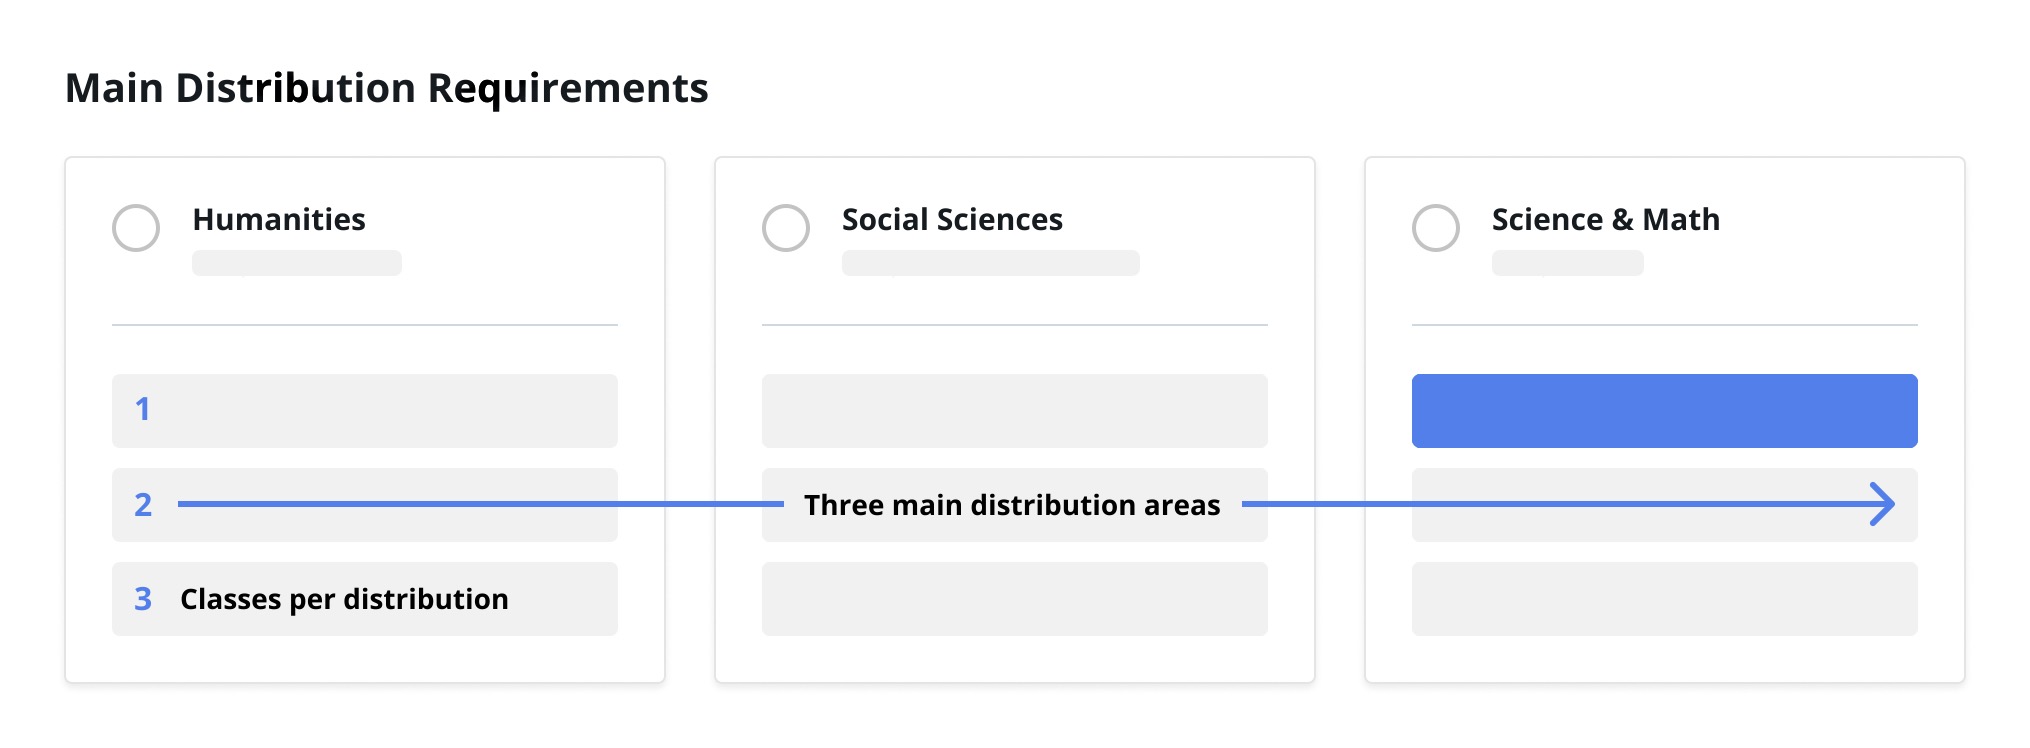 Main Distribution Requirements
Humanities
Social Sciences
Science & Math
1
2
Three main distribution areas
3 Classes per distribution